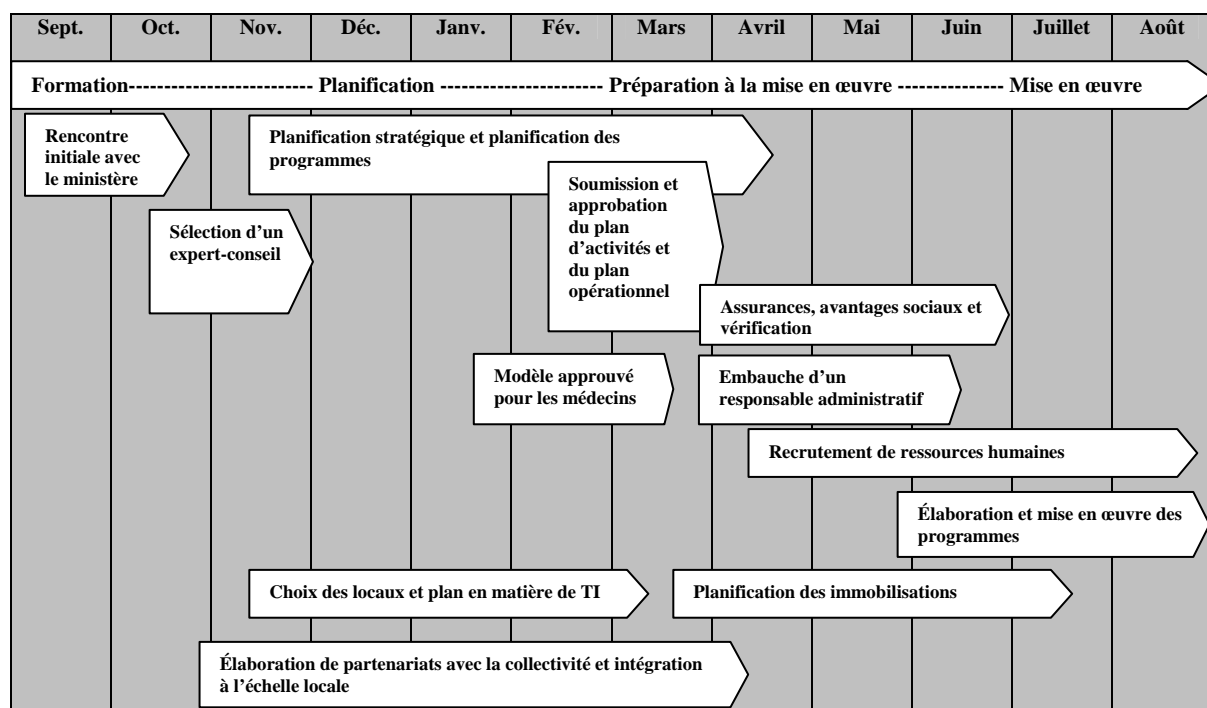 Sept. Oct. Nov. Déc. Janv. Fév. Mars Avril Mai Juin Juillet Août
Formation------------------------- Planification ---------------------- Préparation à la mise en œuvre -------------- Mise en œuvre
Rencontre
initiale avec
le ministère
Planification stratégique et planification des
programmes
Soumission et
approbation
du plan
d’activités et
du plan
opérationnel
Sélection d’un
expert-conseil
Assurances, avantages sociaux et
vérification
Modèle approuvé
pour les médecins
Embauche d’un
responsable administratif
Recrutement de ressources humaines
Élaboration et mise en œuvre des
programmes
Choix des locaux et plan en matière de TI
Planification des immobilisations
Élaboration de partenariats avec la collectivité et intégration
à l’échelle locale